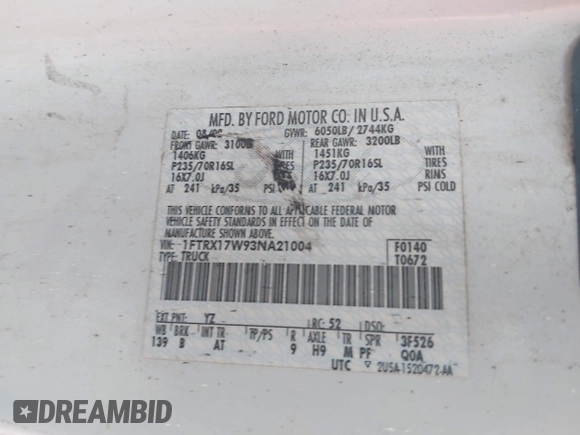 MFD. BY FORD MOTOR CO. IN U.S.A.
DATE: GVWR: 6050LB/ 2744KG
FRONT GAWR: 3100LB REAR GAWR: 3200LB
1406KG WITH 1451KG WITH
P235/70R16SL TIRES P235/70R16SL TIRES
16X7.0J 16X7.0J RIMS
AT 241 kPa/35 PSI AT 241 kPa/35 PSI COLD
THIS VEHICLE CONFORMS TO ALL APPLICABLE FEDERAL MOTOR
VEHICLE SAFETY STANDARDS IN EFFECT ON THE DATE OF
MANUFACTURE SHOWN ABOVE.
VIN: 1FTRX17W93NA21004 F0140
TYPE: TRUCK T0672
EXT PNT: YZ RC: 52 DSO:
WB BRK INT TR TP/PS R AXLE TR SPR 3F526
139 B AT 9 H9 M PF Q0A
UTC 2U5A-1520472-AA
DREAMBID